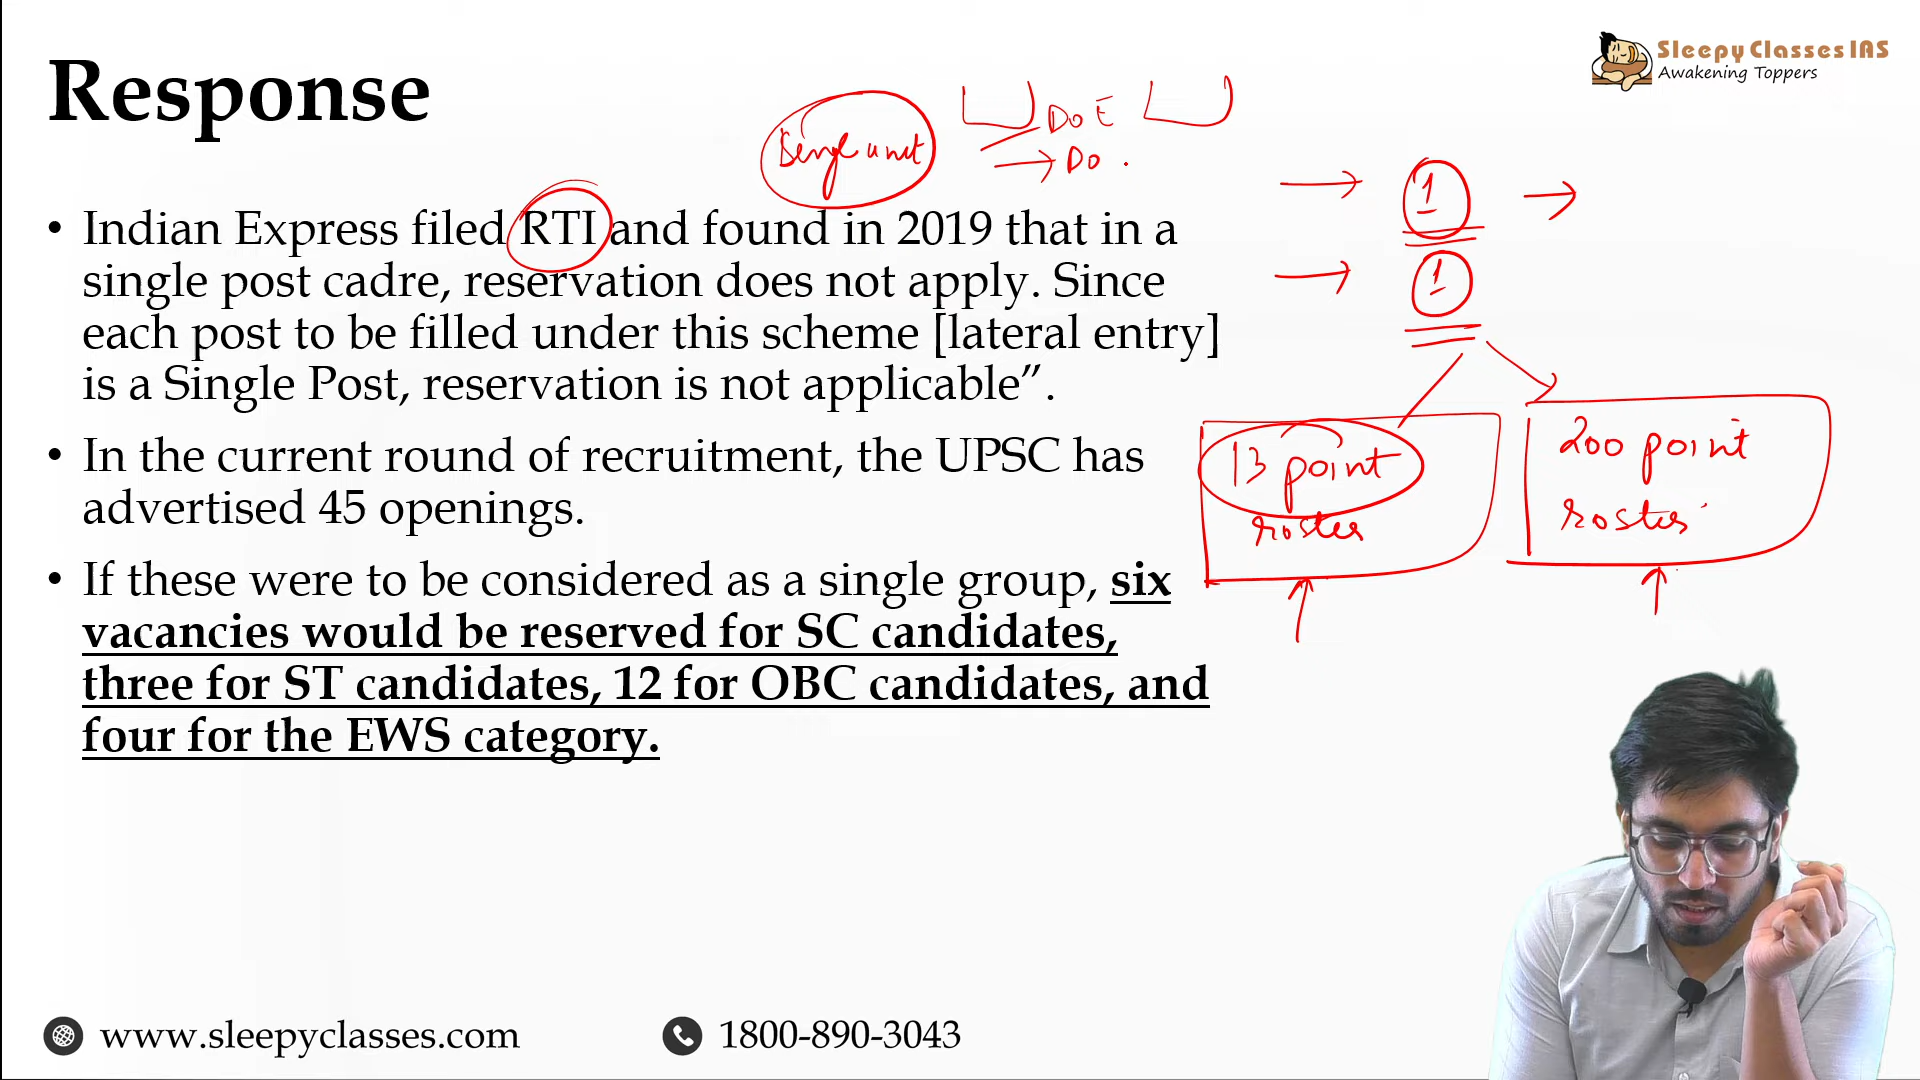 Response
Sleepy Classes IAS
Awakening Toppers
Single unit
DoE
Do
1
1
• Indian Express filed RTI and found in 2019 that in a
single post cadre, reservation does not apply. Since
each post to be filled under this scheme [lateral entry]
is a Single Post, reservation is not applicable”.
• In the current round of recruitment, the UPSC has
advertised 45 openings.
• If these were to be considered as a single group, six
vacancies would be reserved for SC candidates,
three for ST candidates, 12 for OBC candidates, and
four for the EWS category.
13 point
roster
200 point
roster
www.sleepyclasses.com
1800-890-3043